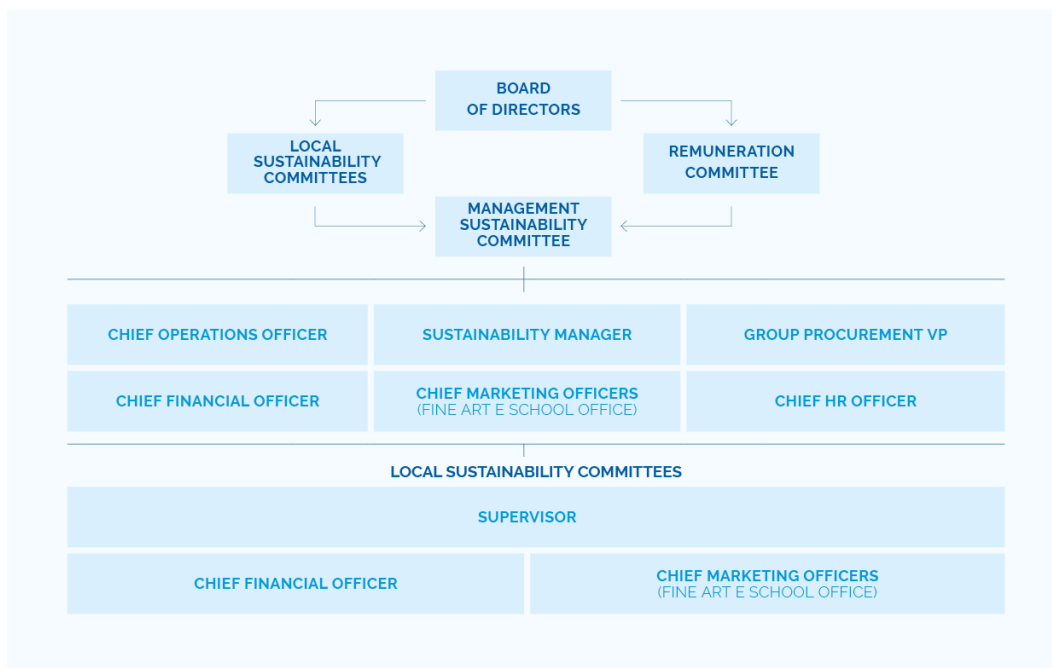 BOARD
OF DIRECTORS
LOCAL
SUSTAINABILITY
COMMITTEES
REMUNERATION
COMMITTEE
MANAGEMENT
SUSTAINABILITY
COMMITTEE
CHIEF OPERATIONS OFFICER
SUSTAINABILITY MANAGER
GROUP PROCUREMENT VP
CHIEF FINANCIAL OFFICER
CHIEF MARKETING OFFICERS
(FINE ART E SCHOOL OFFICE)
CHIEF HR OFFICER
LOCAL SUSTAINABILITY COMMITTEES
SUPERVISOR
CHIEF FINANCIAL OFFICER
CHIEF MARKETING OFFICERS
(FINE ART E SCHOOL OFFICE)